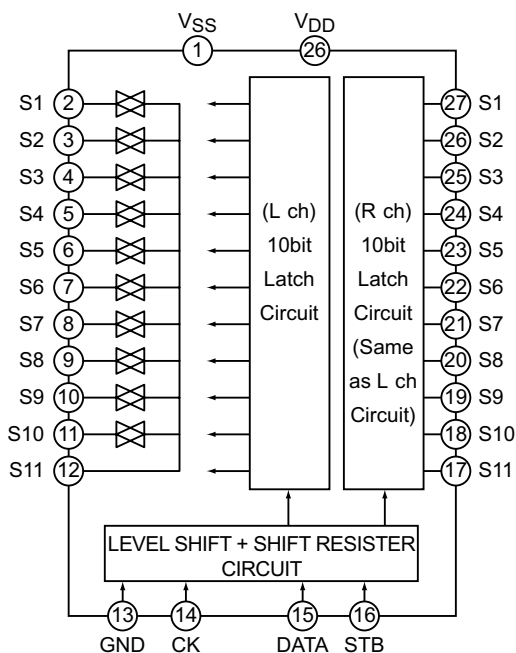 VSS VDD
1 26
S1 2 27 S1
S2 3 26 S2
S3 4 25 S3
S4 5 24 S4
S5 6 23 S5
S6 7 22 S6
S7 8 21 S7
S8 9 20 S8
S9 10 19 S9
S10 11 18 S10
S11 12 17 S11
(L ch)
10bit
Latch
Circuit
(R ch)
10bit
Latch
Circuit
(Same
as L ch
Circuit)
LEVEL SHIFT + SHIFT RESISTER
CIRCUIT
13 14 15 16
GND CK DATA STB